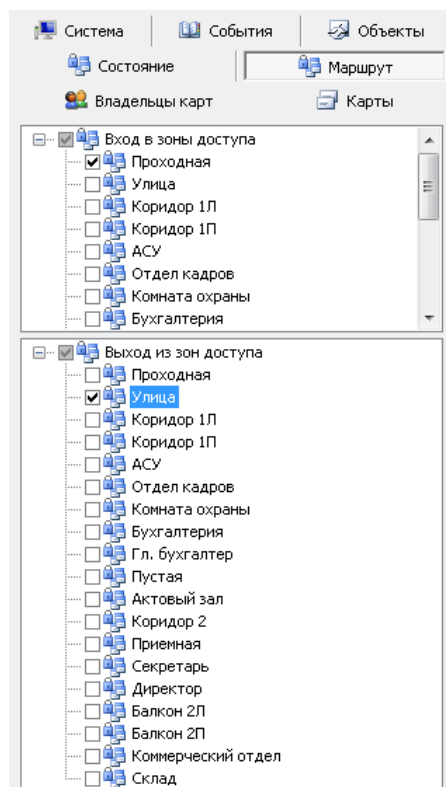 Система События Объекты
Состояние Маршрут
Владельцы карт Карты
Вход в зоны доступа
Проходная
Улица
Коридор 1Л
Коридор 1П
АСУ
Отдел кадров
Комната охраны
Бухгалтерия
Выход из зон доступа
Проходная
Улица
Коридор 1Л
Коридор 1П
АСУ
Отдел кадров
Комната охраны
Бухгалтерия
Гл. бухгалтер
Пустая
Актовый зал
Коридор 2
Приемная
Секретарь
Директор
Балкон 2Л
Балкон 2П
Коммерческий отдел
Склад